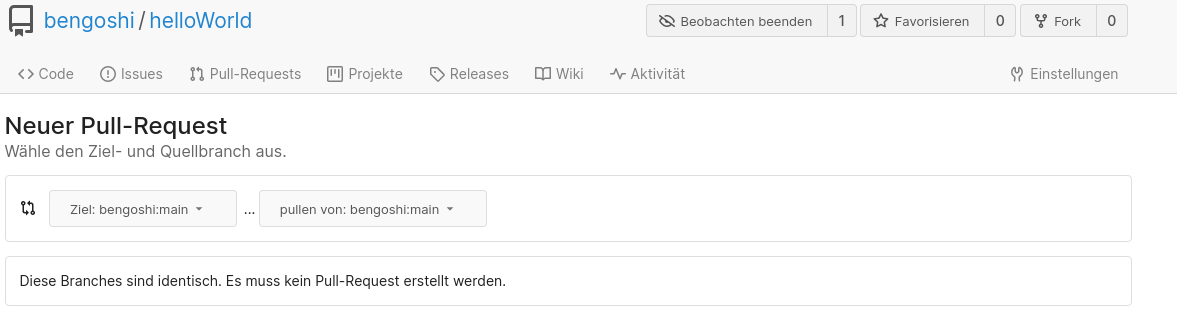 bengoshi / helloWorld
Beobachten beenden 1 Favorisieren 0 Fork 0
Code Issues Pull-Requests Projekte Releases Wiki Aktivität Einstellungen
Neuer Pull-Request
Wähle den Ziel- und Quellbranch aus.
Ziel: bengoshi:main ... pullen von: bengoshi:main
Diese Branches sind identisch. Es muss kein Pull-Request erstellt werden.